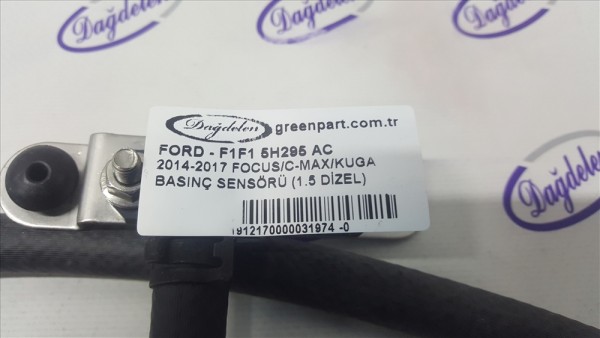 Dağdelen
Dağdelen
Dağdelen
Dağdelen greenpart.com.tr
FORD - F1F1 5H295 AC
2014-2017 FOCUS/C-MAX/KUGA
BASINÇ SENSÖRÜ (1.5 DİZEL)
1912170000031974 -0
Dağdelen